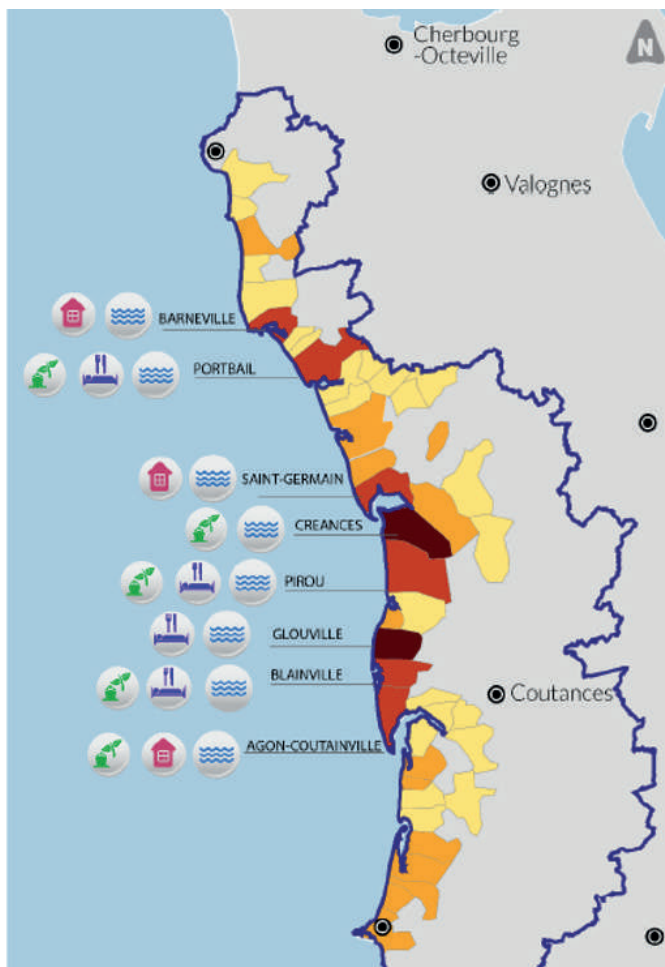 Cherbourg
-Octeville
N
Valognes
BARNEVILLE
PORTBAIL
SAINT-GERMAIN
CREANCES
PIROU
GLOUVILLE
BLAINVILLE
Coutances
AGON-COUTAINVILLE